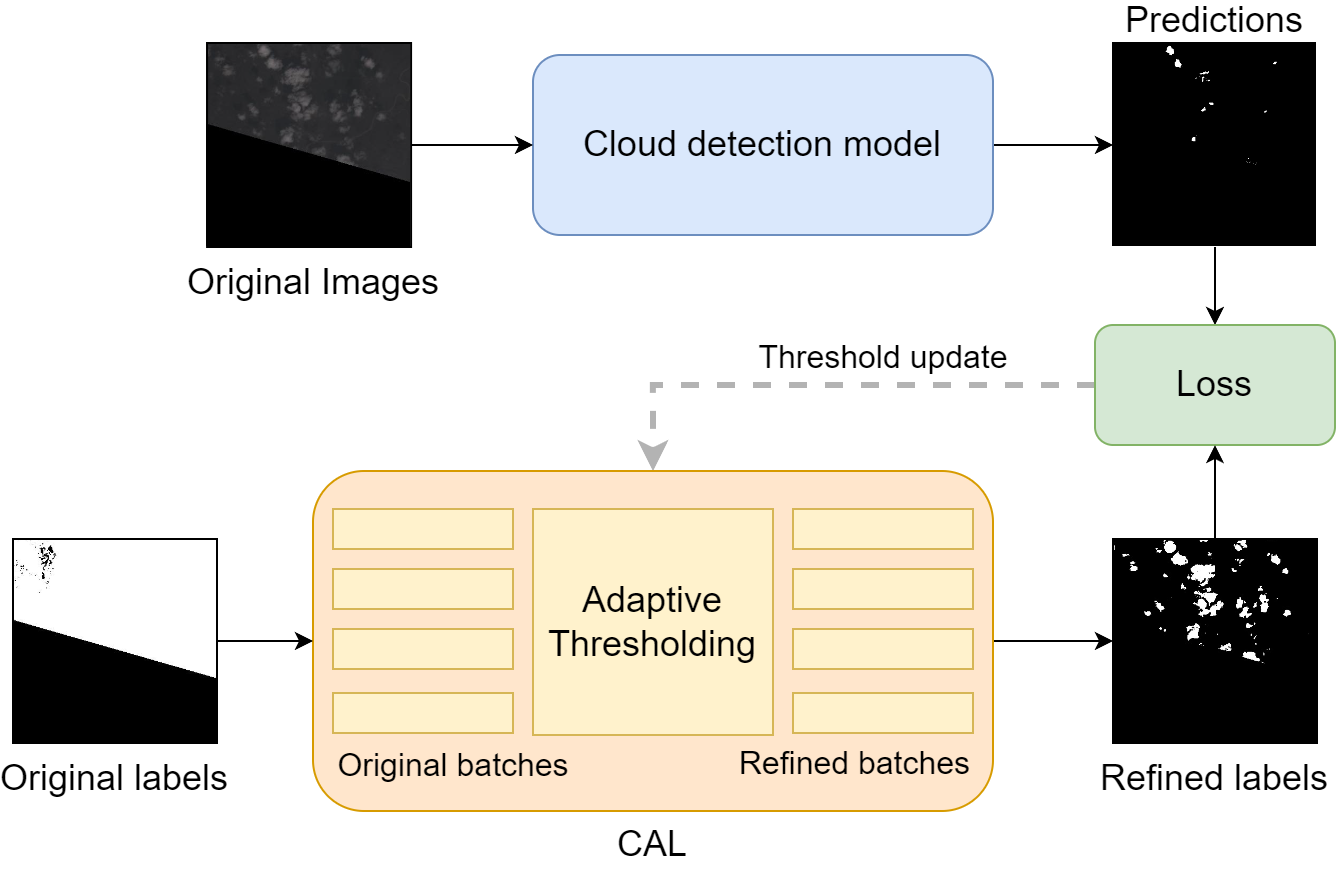 Predictions
Cloud detection model
Original Images
Threshold update
Loss
Adaptive
Thresholding
Original batches
Refined batches
Original labels
Refined labels
CAL